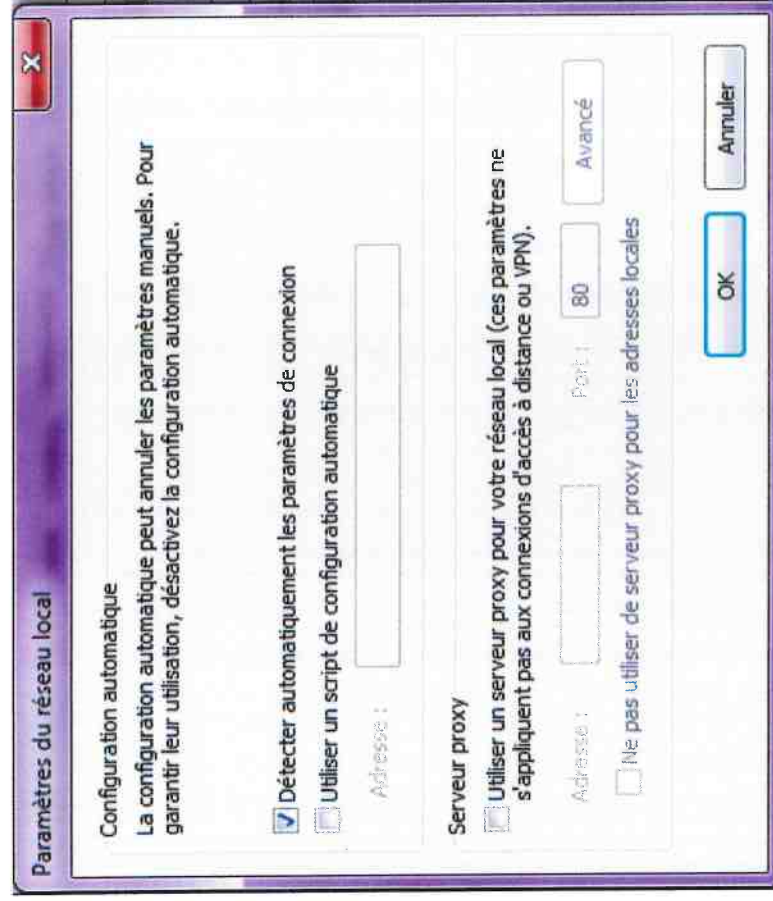 Paramètres du réseau local
X
Configuration automatique
La configuration automatique peut annuler les paramètres manuels. Pour
garantir leur utilisation, désactivez la configuration automatique.
Détecter automatiquement les paramètres de connexion
Utiliser un script de configuration automatique
Adresse :
Serveur proxy
Utiliser un serveur proxy pour votre réseau local (ces paramètres ne
s'appliquent pas aux connexions d'accès à distance ou VPN).
Adresse : Port : 80 Avancé
Ne pas utiliser de serveur proxy pour les adresses locales
OK Annuler